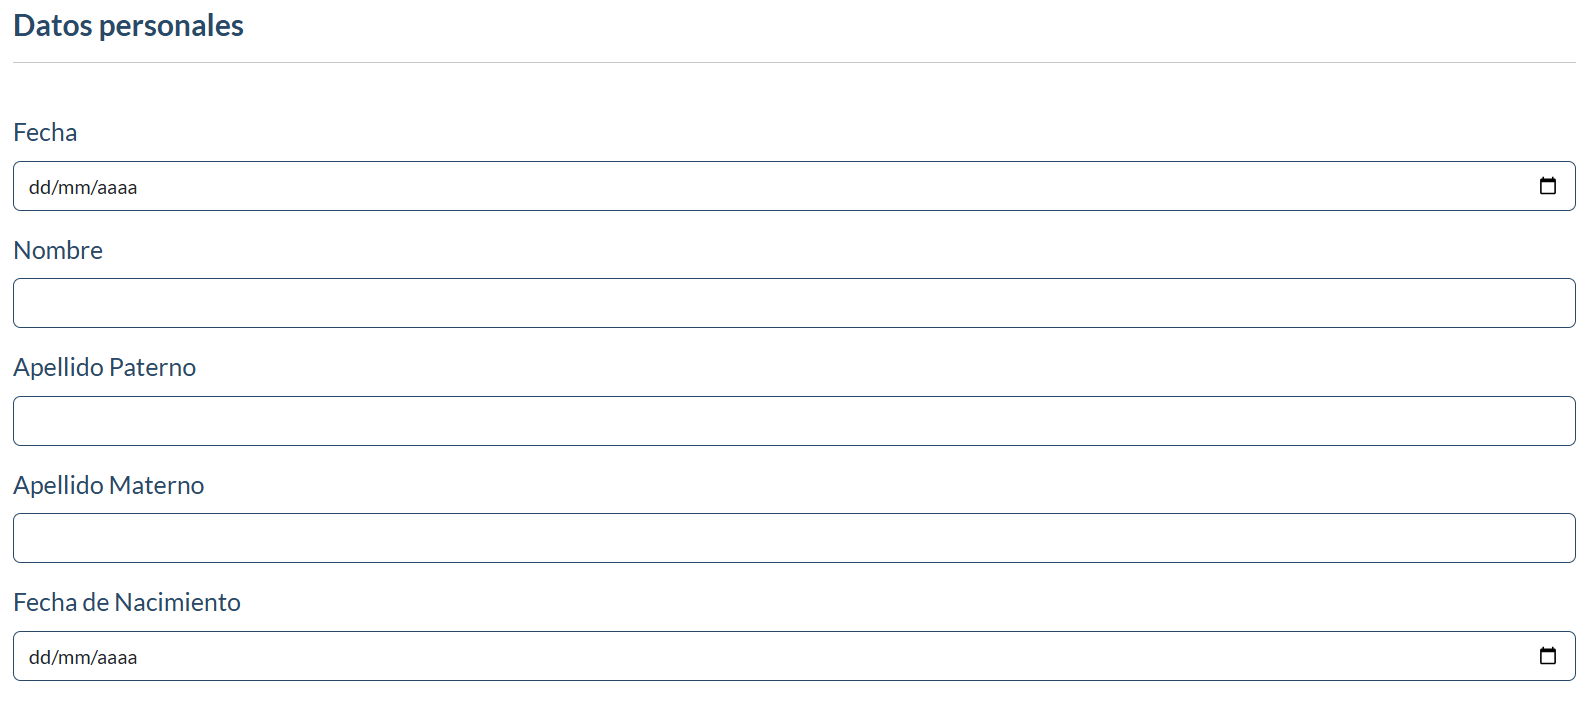 Datos personales
Fecha
dd/mm/aaaa
Nombre
Apellido Paterno
Apellido Materno
Fecha de Nacimiento
dd/mm/aaaa